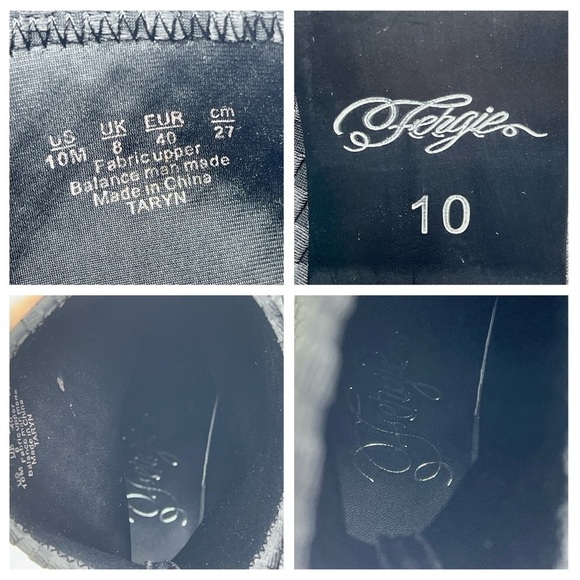 US UK EUR cm
10M 8 40 27
Fabric upper
Balance man made
Made in China
TARYN
Fergie
10
TARYN
Fergie